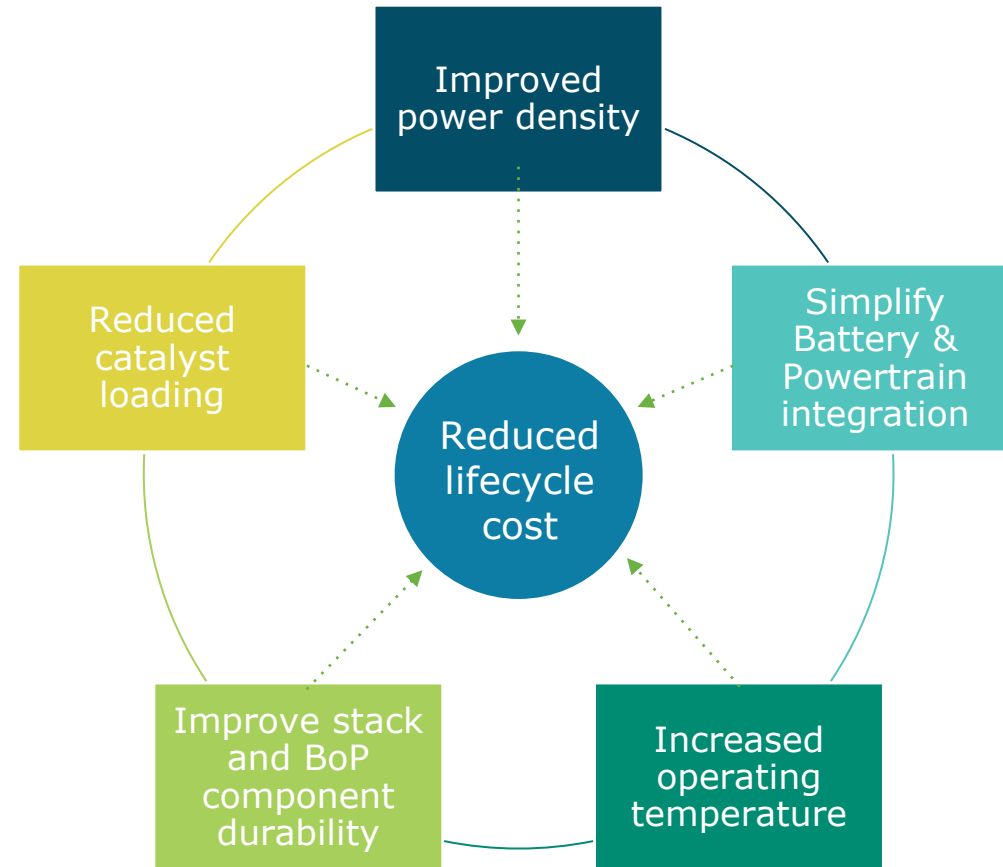 Improved
power density
Simplify
Battery &
Powertrain
integration
Increased
operating
temperature
Improve stack
and BoP
component
durability
Reduced
catalyst
loading
Reduced
lifecycle
cost